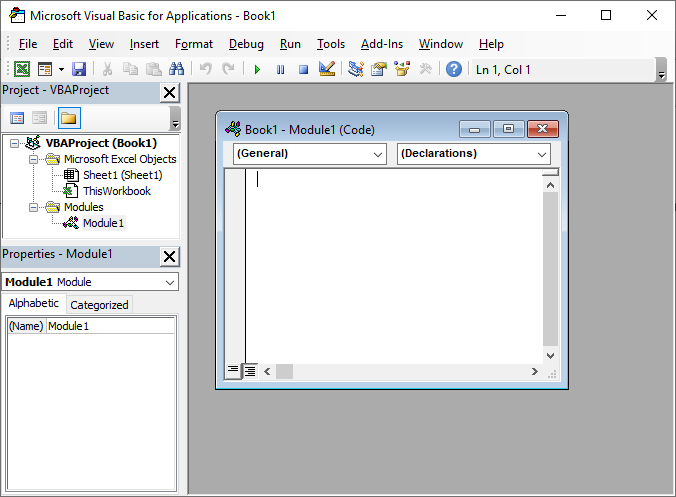 Microsoft Visual Basic for Applications - Book1
File Edit View Insert Format Debug Run Tools Add-Ins Window Help
Ln 1, Col 1
Project - VBAProject
VBAProject (Book1)
Microsoft Excel Objects
Sheet1 (Sheet1)
ThisWorkbook
Modules
Module1
Properties - Module1
Module1 Module
Alphabetic Categorized
(Name) Module1
Book1 - Module1 (Code)
(General) (Declarations)